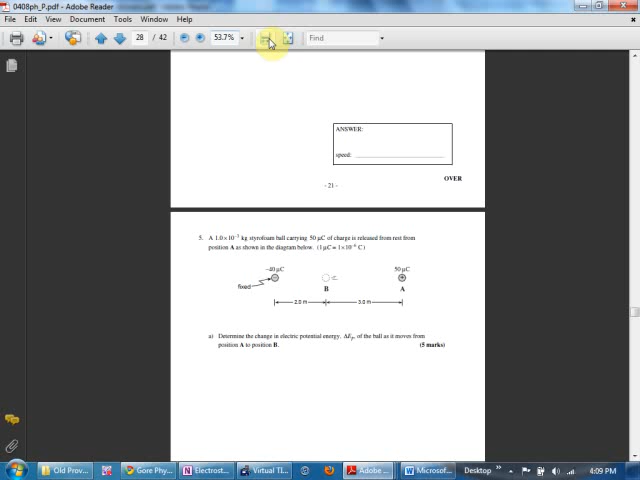 0408ph_P.pdf - Adobe Reader
File Edit View Document Tools Window Help
28 / 42 53.7% Find
ANSWER:
speed:
OVER
- 21 -
5. A 1.0×10⁻³ kg styrofoam ball carrying 50 µC of charge is released from rest from
position A as shown in the diagram below. (1 µC = 1×10⁻⁶ C)
−40 µC 50 µC
fixed
B A
2.0 m 3.0 m
a) Determine the change in electric potential energy, ΔEₚ, of the ball as it moves from
position A to position B. (5 marks)
Old Prov... Gore Phy... Electrost... Virtual TI... Adobe ... Microsof... Desktop » 4:09 PM